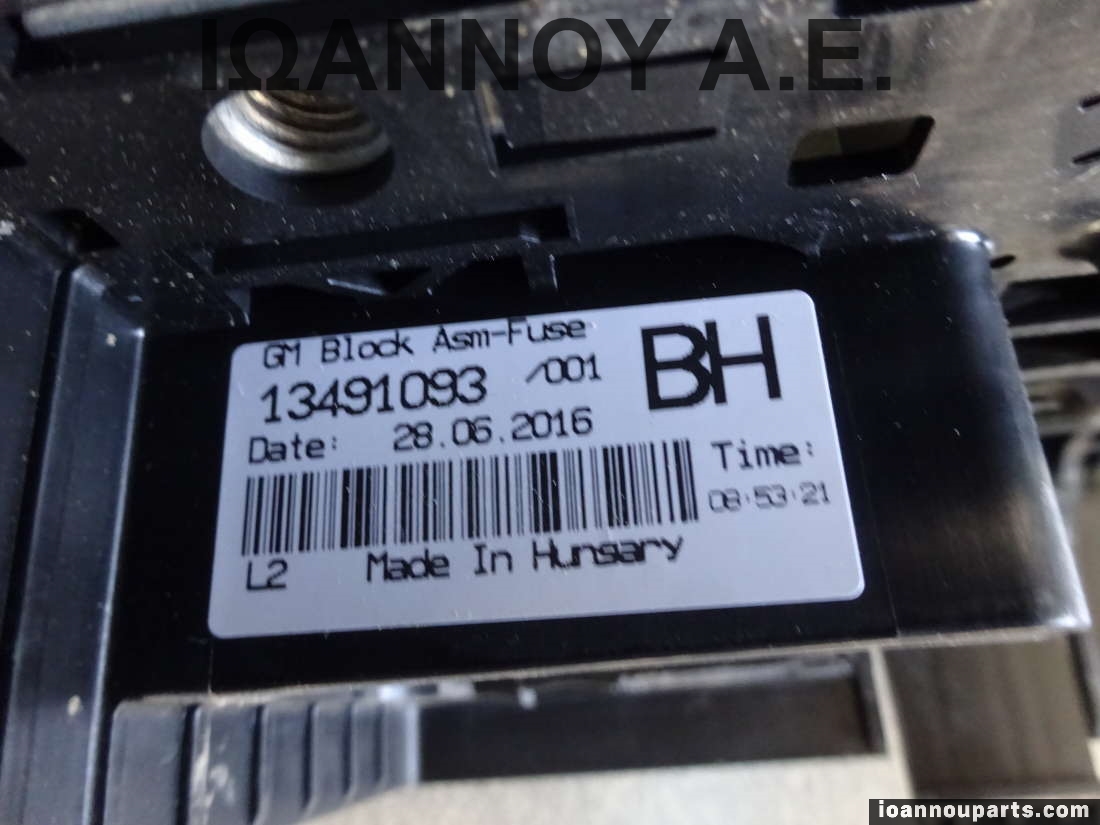 ΙΩΑΝΝΟΥ Α.Ε.
GM Block Asm-Fuse
13491093 /001
BH
Date: 28.06.2016
Time:
08:53:21
L2 Made In Hungary
ioannouparts.com